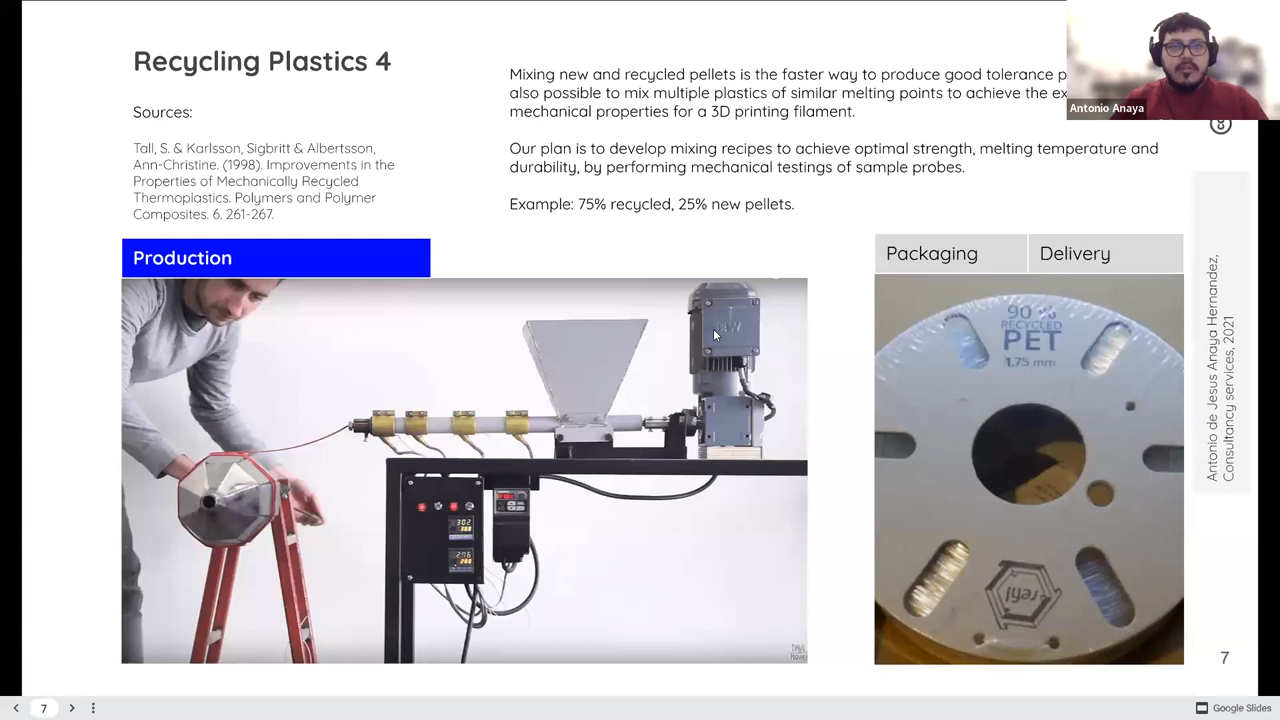 Recycling Plastics 4
Sources:
Tall, S. & Karlsson, Sigbritt & Albertsson,
Ann-Christine. (1998). Improvements in the
Properties of Mechanically Recycled
Thermoplastics. Polymers and Polymer
Composites. 6. 261-267.
Mixing new and recycled pellets is the faster way to produce good tolerance
also possible to mix multiple plastics of similar melting points to achieve the
mechanical properties for a 3D printing filament.
Our plan is to develop mixing recipes to achieve optimal strength, melting temperature and
durability, by performing mechanical testings of sample probes.
Example: 75% recycled, 25% new pellets.
Antonio Anaya
Production
Packaging
Delivery
90 %
RECYCLED
PET
1.75 mm
refil
Antonio de Jesus Anaya Hernandez,
Consultancy services, 2021
7
7
Google Slides